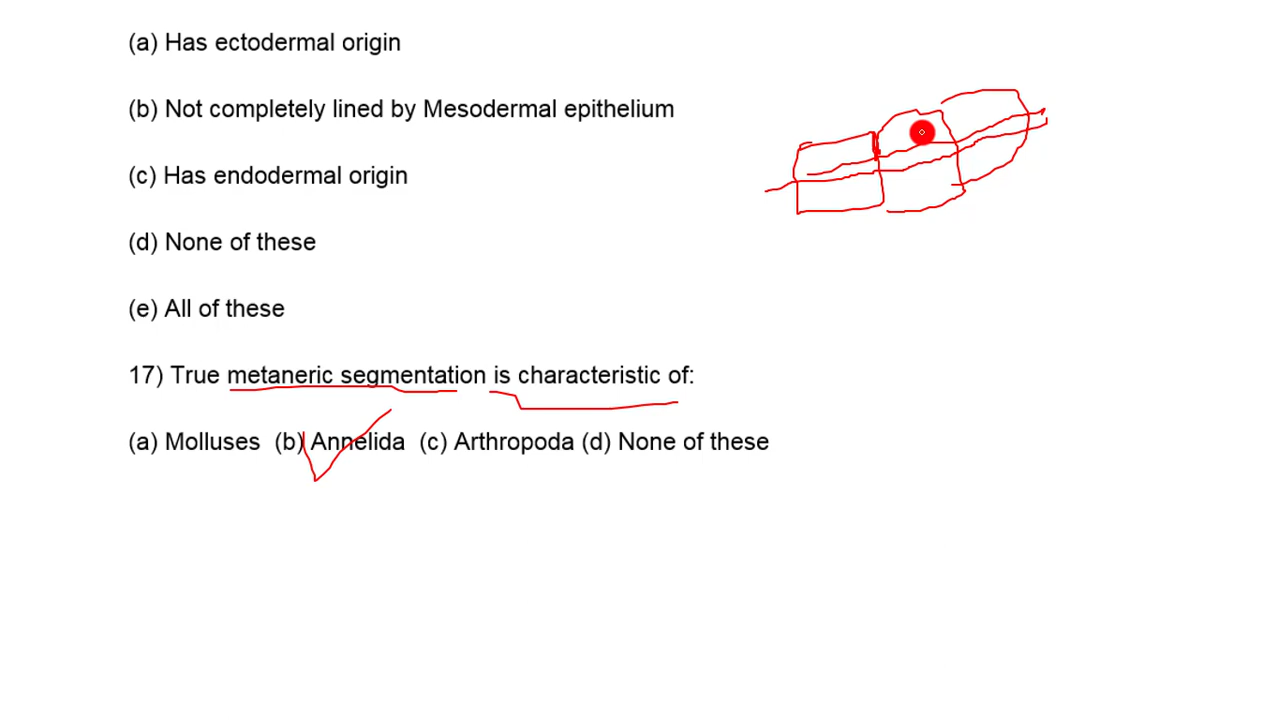 (a) Has ectodermal origin
(b) Not completely lined by Mesodermal epithelium
(c) Has endodermal origin
(d) None of these
(e) All of these
17) True metaneric segmentation is characteristic of:
(a) Molluses (b) Annelida (c) Arthropoda (d) None of these